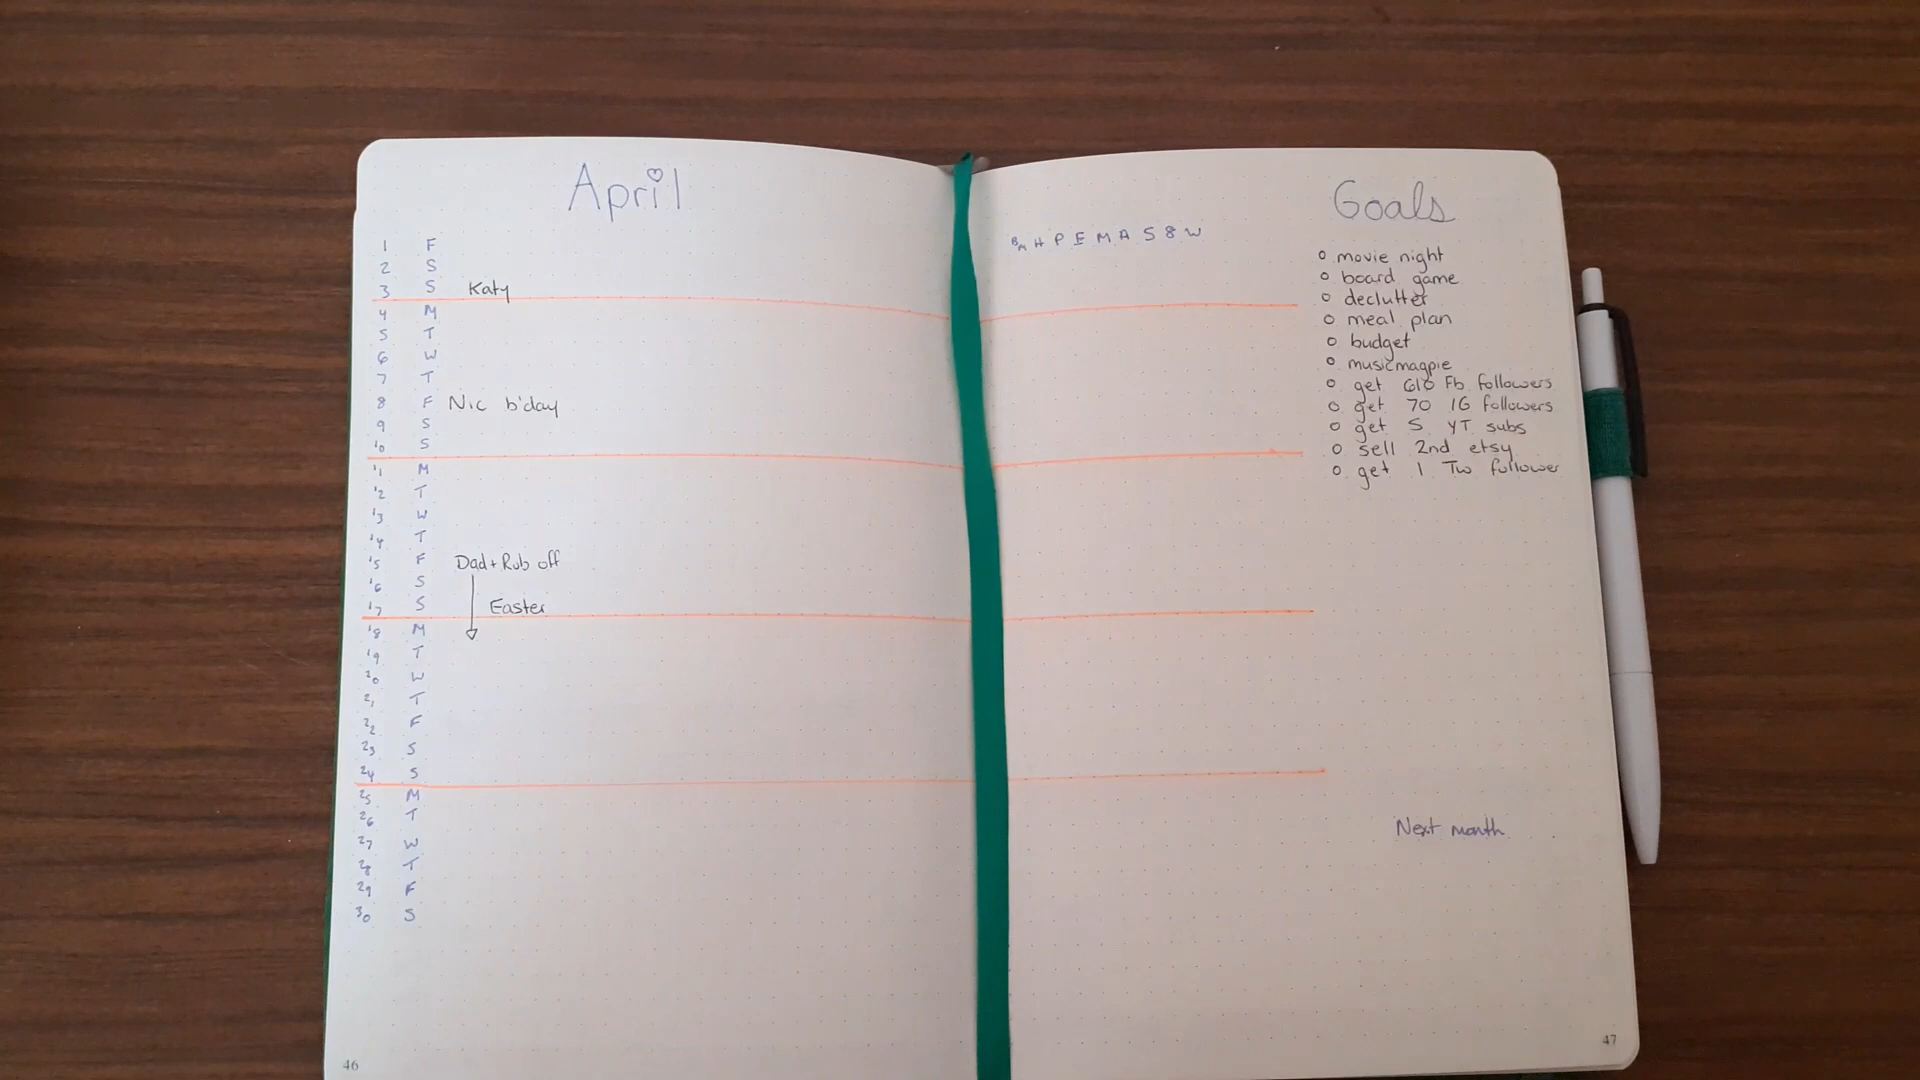 April
1 F
2 S
3 S Katy
4 M
5 T
6 W
7 T
8 F Nic b'day
9 S
10 S
11 M
12 T
13 W
14 T
15 F Dad + Rob off
16 S
17 S Easter
18 M
19 T
20 W
21 T
22 F
23 S
24 S
25 M
26 T
27 W
28 T
29 F
30 S
46
BM H P E M A S 8 W
Goals
movie night
board game
declutter
meal plan
budget
musicmagpie
get 610 Fb followers
get 70 IG followers
get 5 YT subs
sell 2nd etsy
get 1 Tw follower
Next month
47